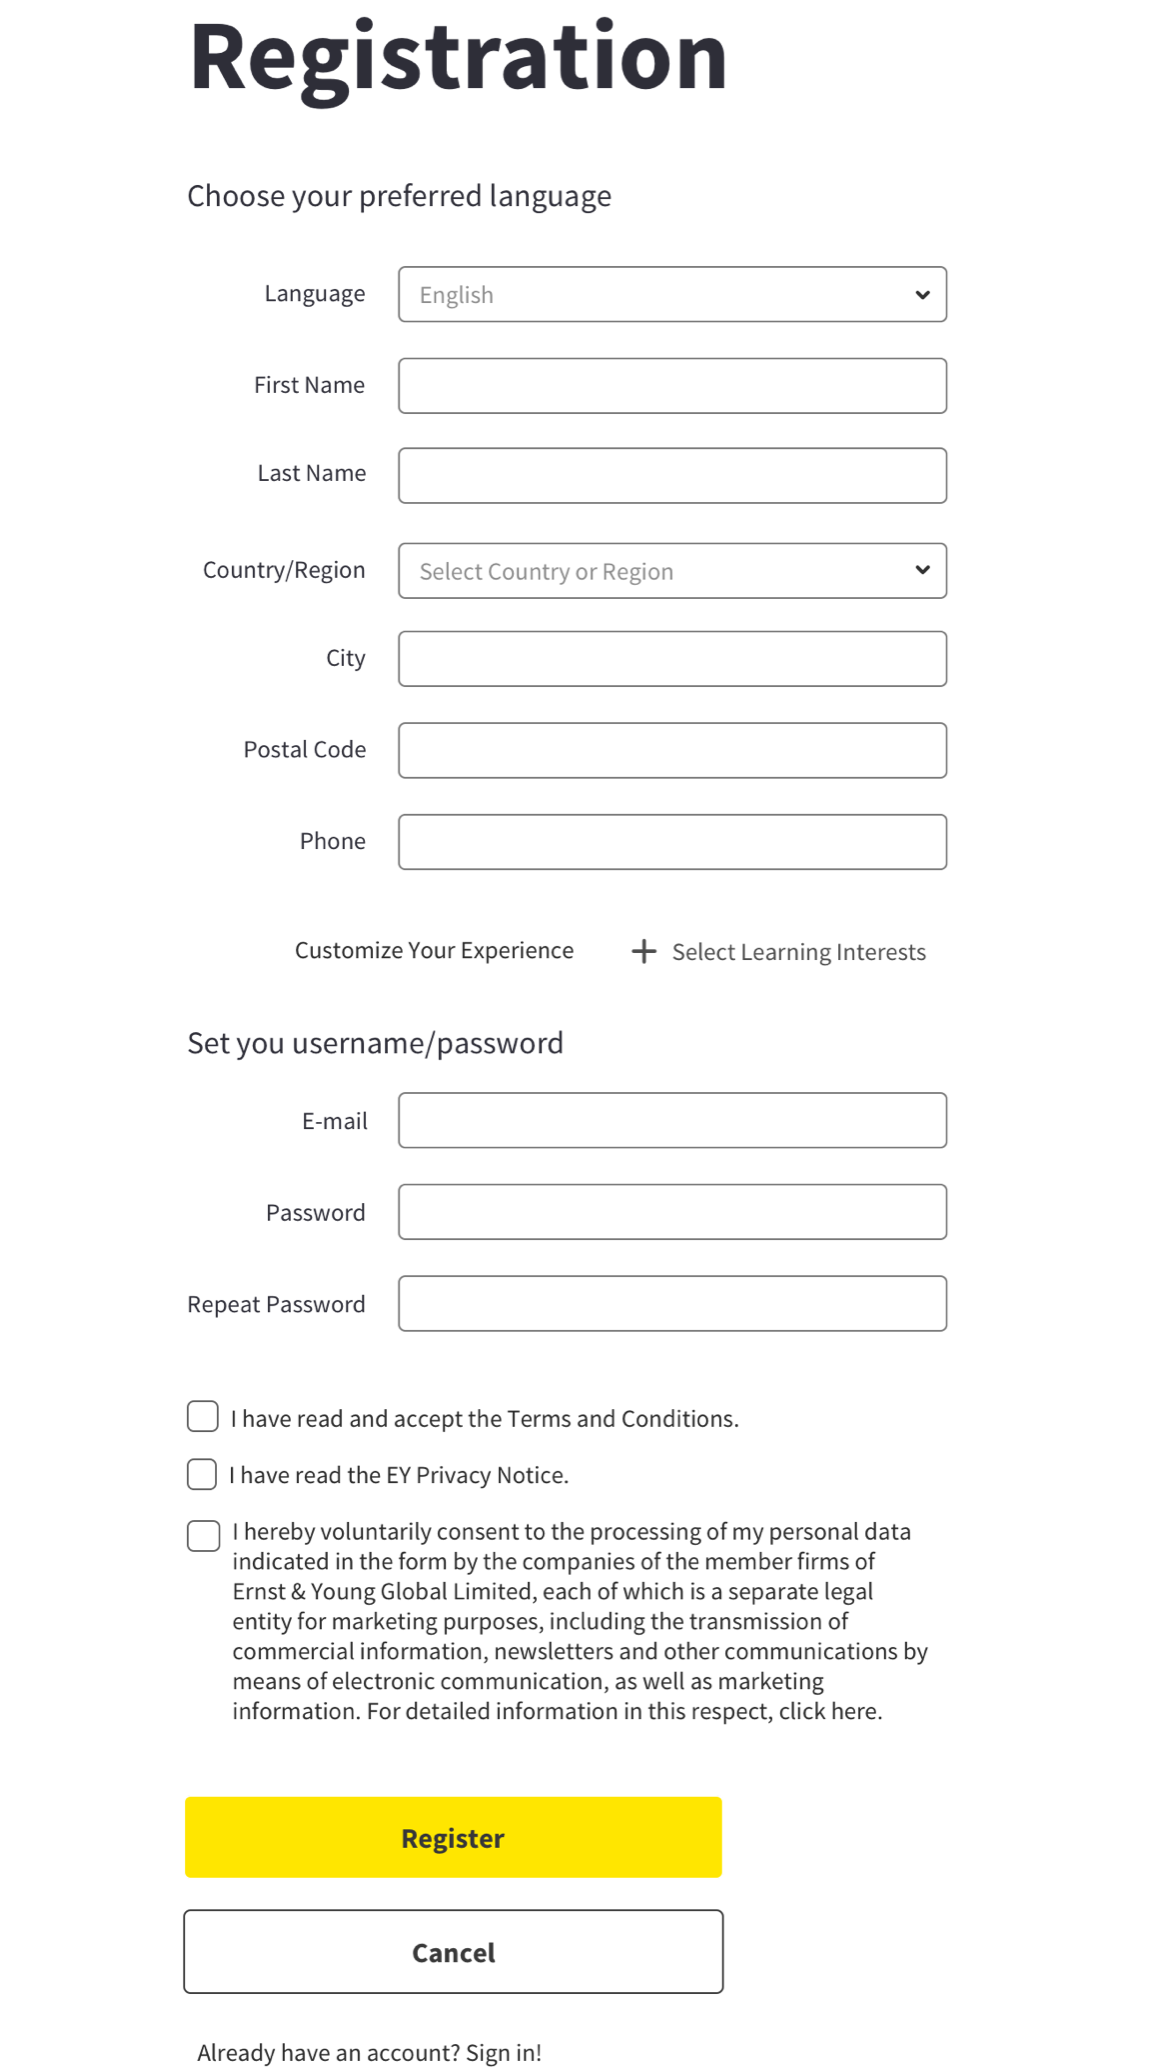 Registration
Choose your preferred language
Language
English
First Name
Last Name
Country/Region
Select Country or Region
City
Postal Code
Phone
Customize Your Experience
Select Learning Interests
Set you username/password
E-mail
Password
Repeat Password
I have read and accept the Terms and Conditions.
I have read the EY Privacy Notice.
I hereby voluntarily consent to the processing of my personal data
indicated in the form by the companies of the member firms of
Ernst & Young Global Limited, each of which is a separate legal
entity for marketing purposes, including the transmission of
commercial information, newsletters and other communications by
means of electronic communication, as well as marketing
information. For detailed information in this respect, click here.
Register
Cancel
Already have an account? Sign in!